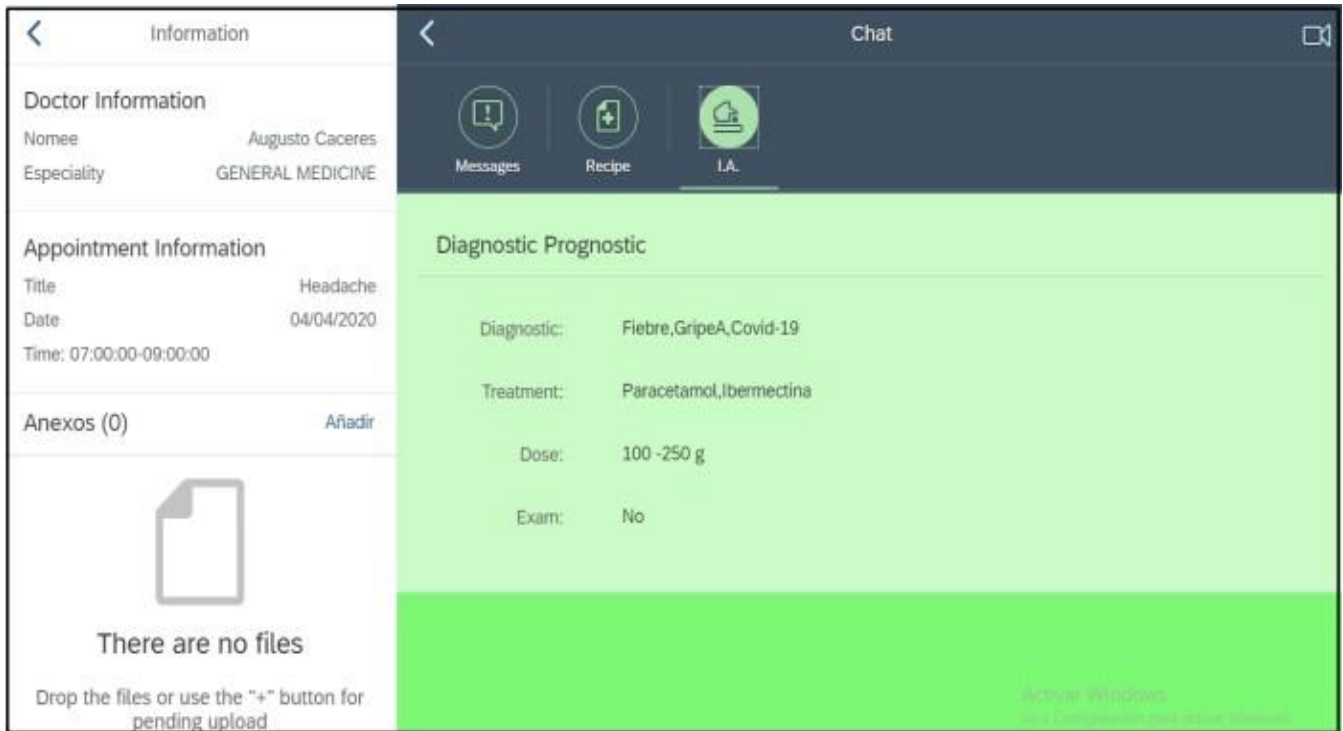 Information
Doctor Information
Nomee Augusto Caceres
Especiality GENERAL MEDICINE
Appointment Information
Title Headache
Date 04/04/2020
Time: 07:00:00-09:00:00
Anexos (0) Añadir
There are no files
Drop the files or use the "+" button for
pending upload
Chat
Messages Recipe I.A.
Diagnostic Prognostic
Diagnostic: Fiebre,GripeA,Covid-19
Treatment: Paracetamol,Ibermectina
Dose: 100 -250 g
Exam: No
Activar Windows